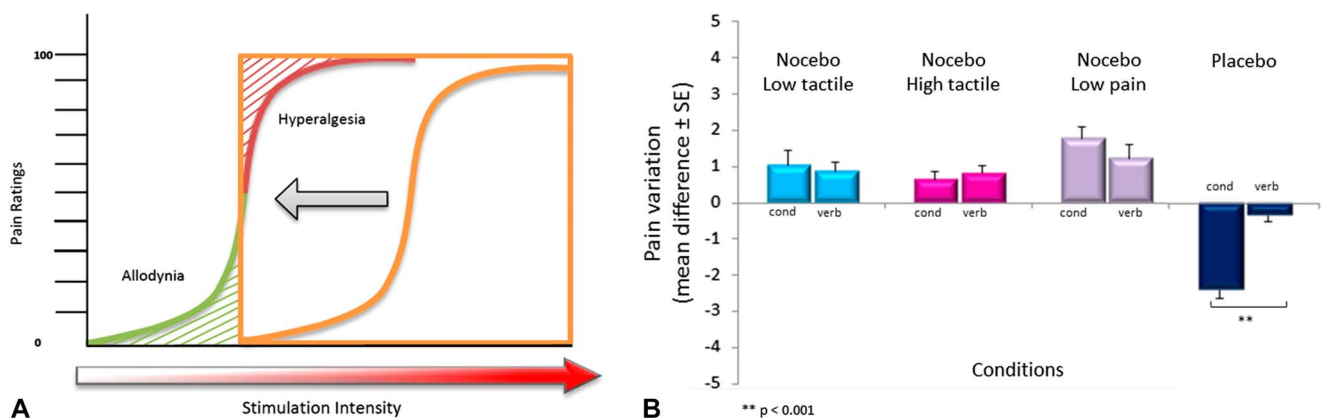 100
Pain Ratings
Hyperalgesia
Allodynia
0
Stimulation Intensity
A
5
4
3
2
1
0
-1
-2
-3
-4
-5
Pain variation
(mean difference ± SE)
Nocebo
Low tactile
Nocebo
High tactile
Nocebo
Low pain
Placebo
cond verb
cond verb
cond verb
cond verb
**
Conditions
B
** p < 0.001